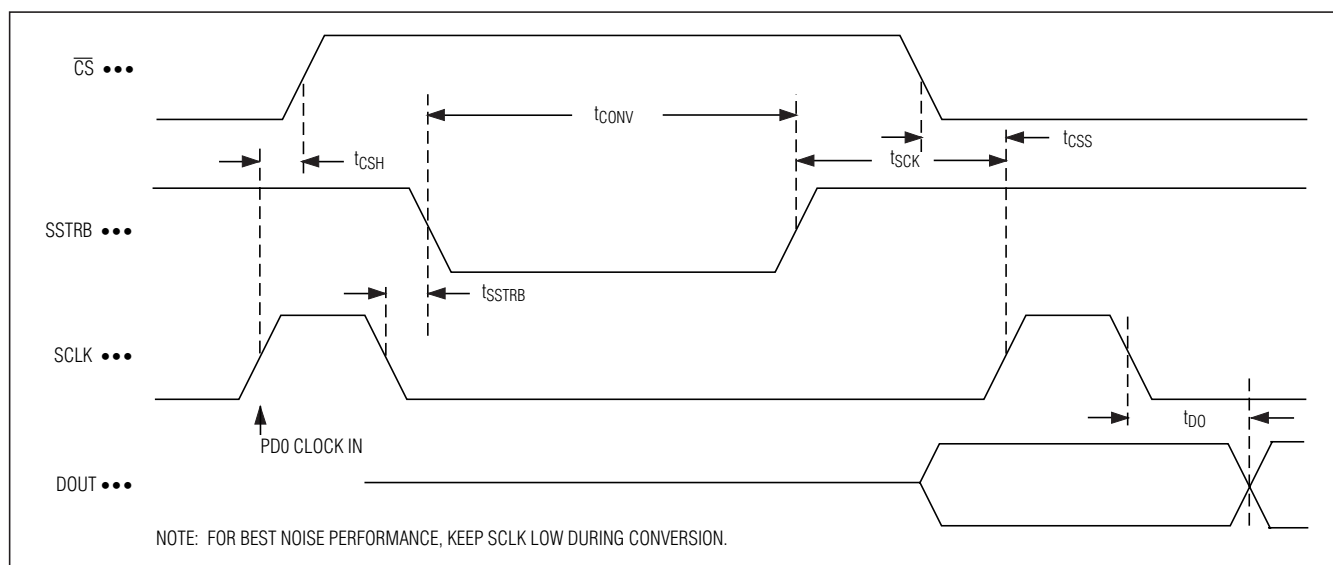 CS •••
tCONV
tCSS
tCSH
tSCK
SSTRB •••
tSSTRB
SCLK •••
tDO
PD0 CLOCK IN
DOUT •••
NOTE: FOR BEST NOISE PERFORMANCE, KEEP SCLK LOW DURING CONVERSION.